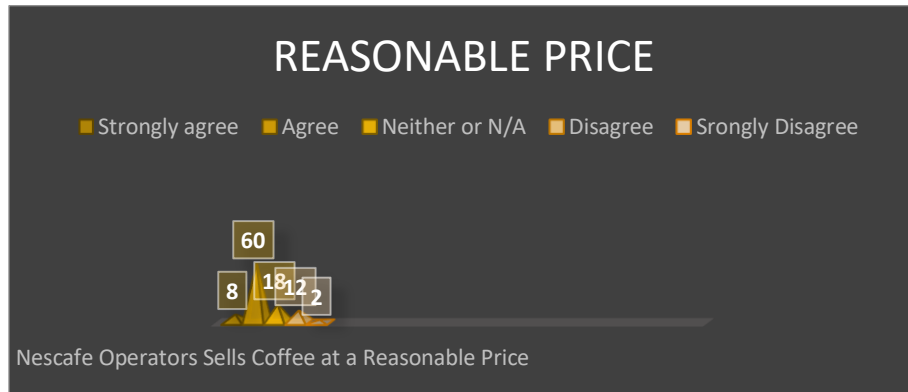 REASONABLE PRICE
Strongly agree Agree Neither or N/A Disagree Srongly Disagree
60
8 18 12 2
Nescafe Operators Sells Coffee at a Reasonable Price